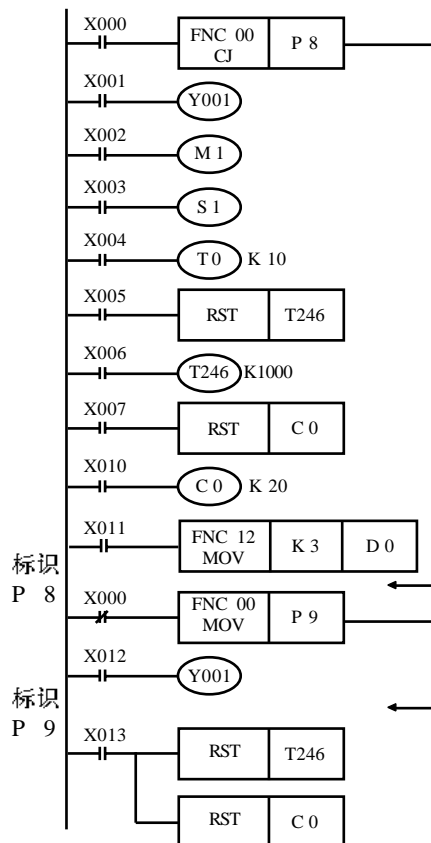 X000
FNC 00 P 8
CJ
X001
Y001
X002
M 1
X003
S 1
X004
T 0 K 10
X005
RST T246
X006
T246 K1000
X007
RST C 0
X010
C 0 K 20
X011
FNC 12 K 3 D 0
MOV
标识
P 8
X000
FNC 00 P 9
MOV
X012
Y001
标识
P 9
X013
RST T246
RST C 0